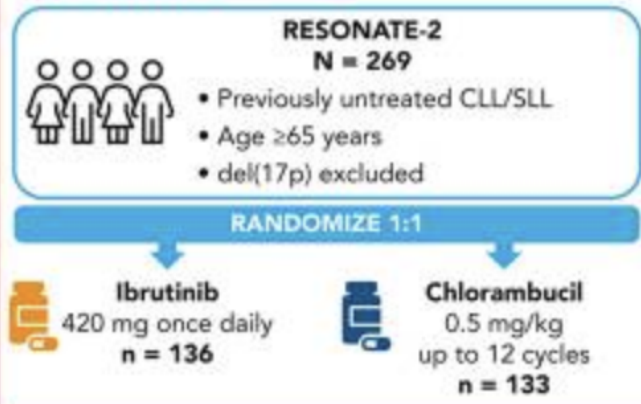 RESONATE-2
N = 269
• Previously untreated CLL/SLL
• Age ≥65 years
• del(17p) excluded
RANDOMIZE 1:1
Ibrutinib
420 mg once daily
n = 136
Chlorambucil
0.5 mg/kg
up to 12 cycles
n = 133